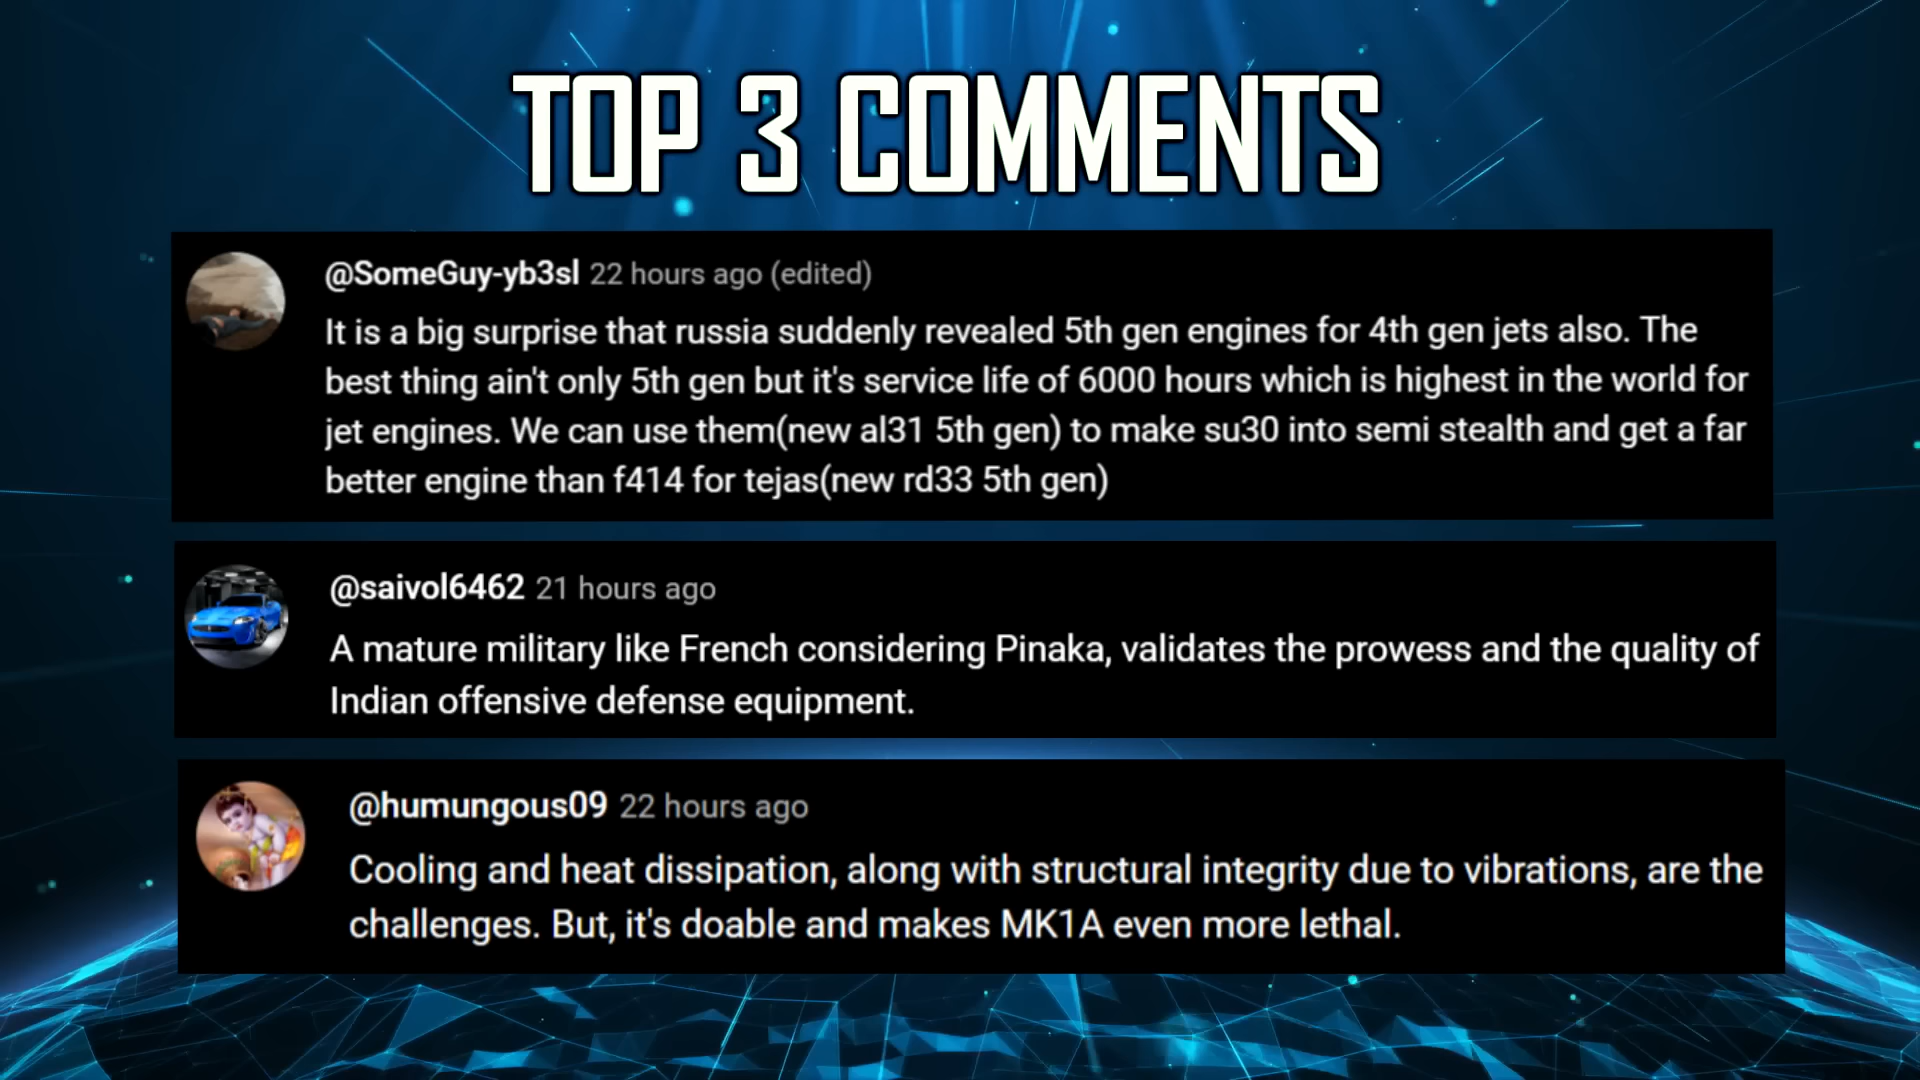 TOP 3 COMMENTS
@SomeGuy-yb3sl 22 hours ago (edited)
It is a big surprise that russia suddenly revealed 5th gen engines for 4th gen jets also. The
best thing ain't only 5th gen but it's service life of 6000 hours which is highest in the world for
jet engines. We can use them(new al31 5th gen) to make su30 into semi stealth and get a far
better engine than f414 for tejas(new rd33 5th gen)
@saivol6462 21 hours ago
A mature military like French considering Pinaka, validates the prowess and the quality of
Indian offensive defense equipment.
@humungous09 22 hours ago
Cooling and heat dissipation, along with structural integrity due to vibrations, are the
challenges. But, it's doable and makes MK1A even more lethal.